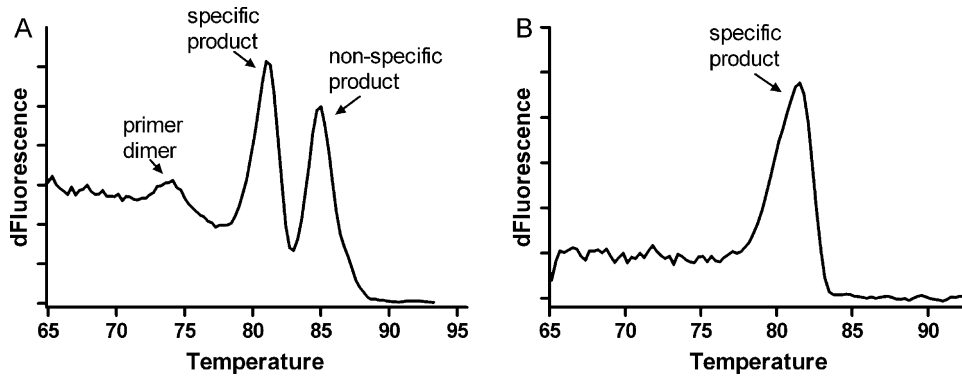 A
specific
product
non-specific
product
primer
dimer
dFluorescence
65 70 75 80 85 90 95
Temperature
B
specific
product
dFluorescence
65 70 75 80 85 90
Temperature